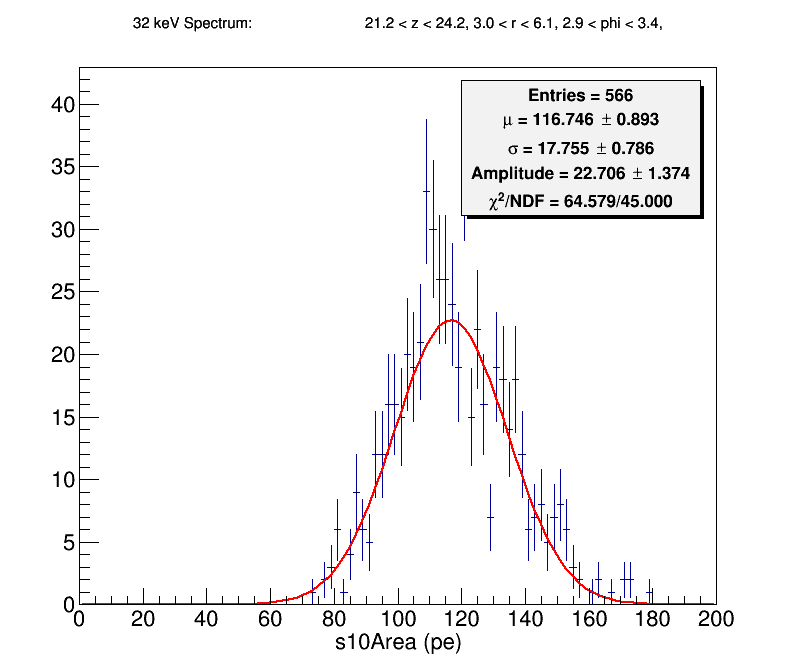 32 keV Spectrum: 21.2 < z < 24.2, 3.0 < r < 6.1, 2.9 < phi < 3.4,
Entries = 566
μ = 116.746 ± 0.893
σ = 17.755 ± 0.786
Amplitude = 22.706 ± 1.374
χ²/NDF = 64.579/45.000
40
35
30
25
20
15
10
5
0
0 20 40 60 80 100 120 140 160 180 200
s10Area (pe)